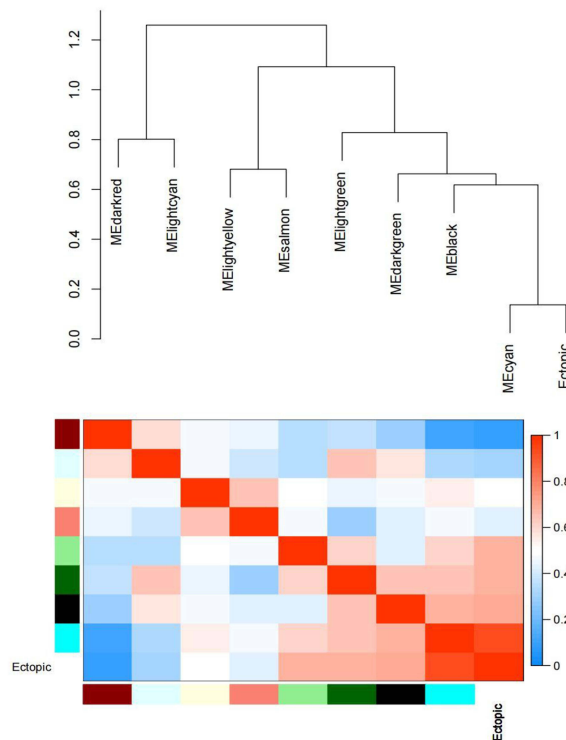 1.2
1.0
0.8
0.6
0.4
0.2
0.0
MEdarkred
MElightcyan
MElightyellow
MEsalmon
MElightgreen
MEdarkgreen
MEblack
MEcyan
Ectopic
1
0.8
0.6
0.4
0.2
0
Ectopic
Ectopic